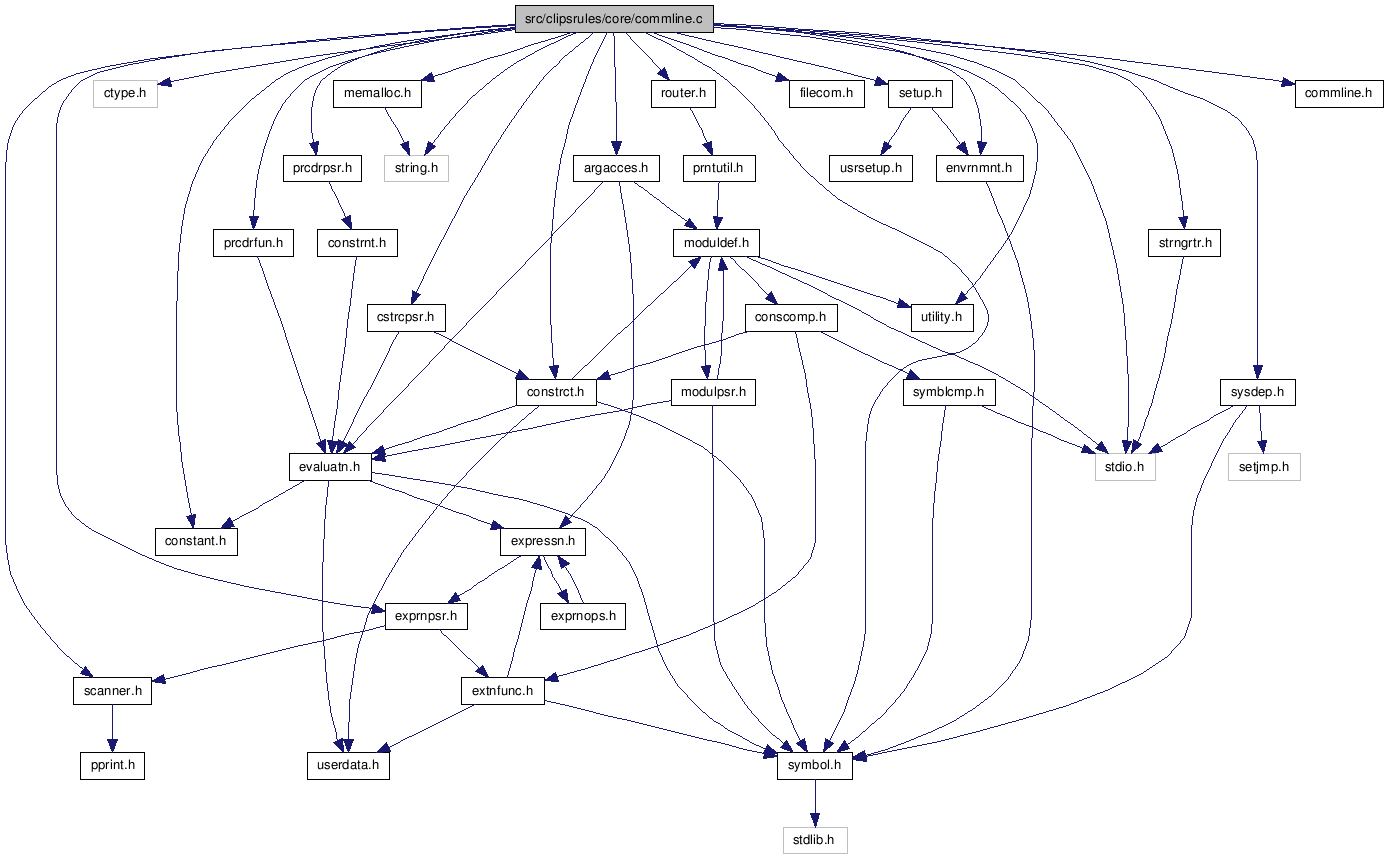 src/clipsrules/core/commline.c
ctype.h
memalloc.h
router.h
filecom.h
setup.h
commline.h
prcdrpsr.h
string.h
argacces.h
prntutil.h
usrsetup.h
envrnmnt.h
prcdrfun.h
constrnt.h
moduldef.h
strngrtr.h
cstrcpsr.h
conscomp.h
utility.h
constrct.h
modulpsr.h
symblcmp.h
sysdep.h
evaluatn.h
stdio.h
setjmp.h
constant.h
expressn.h
exprnpsr.h
exprnops.h
scanner.h
extnfunc.h
pprint.h
userdata.h
symbol.h
stdlib.h